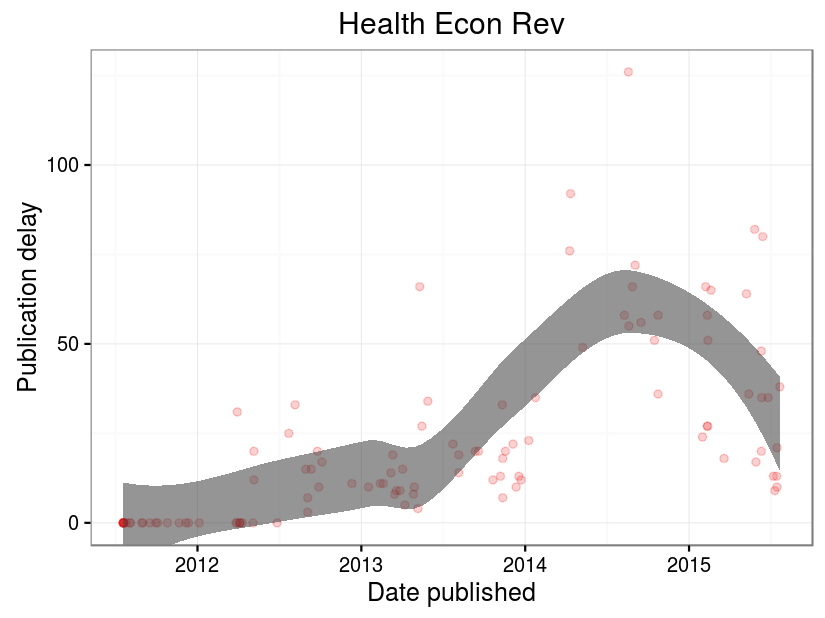 Health Econ Rev
Publication delay
100
50
0
2012 2013 2014 2015
Date published